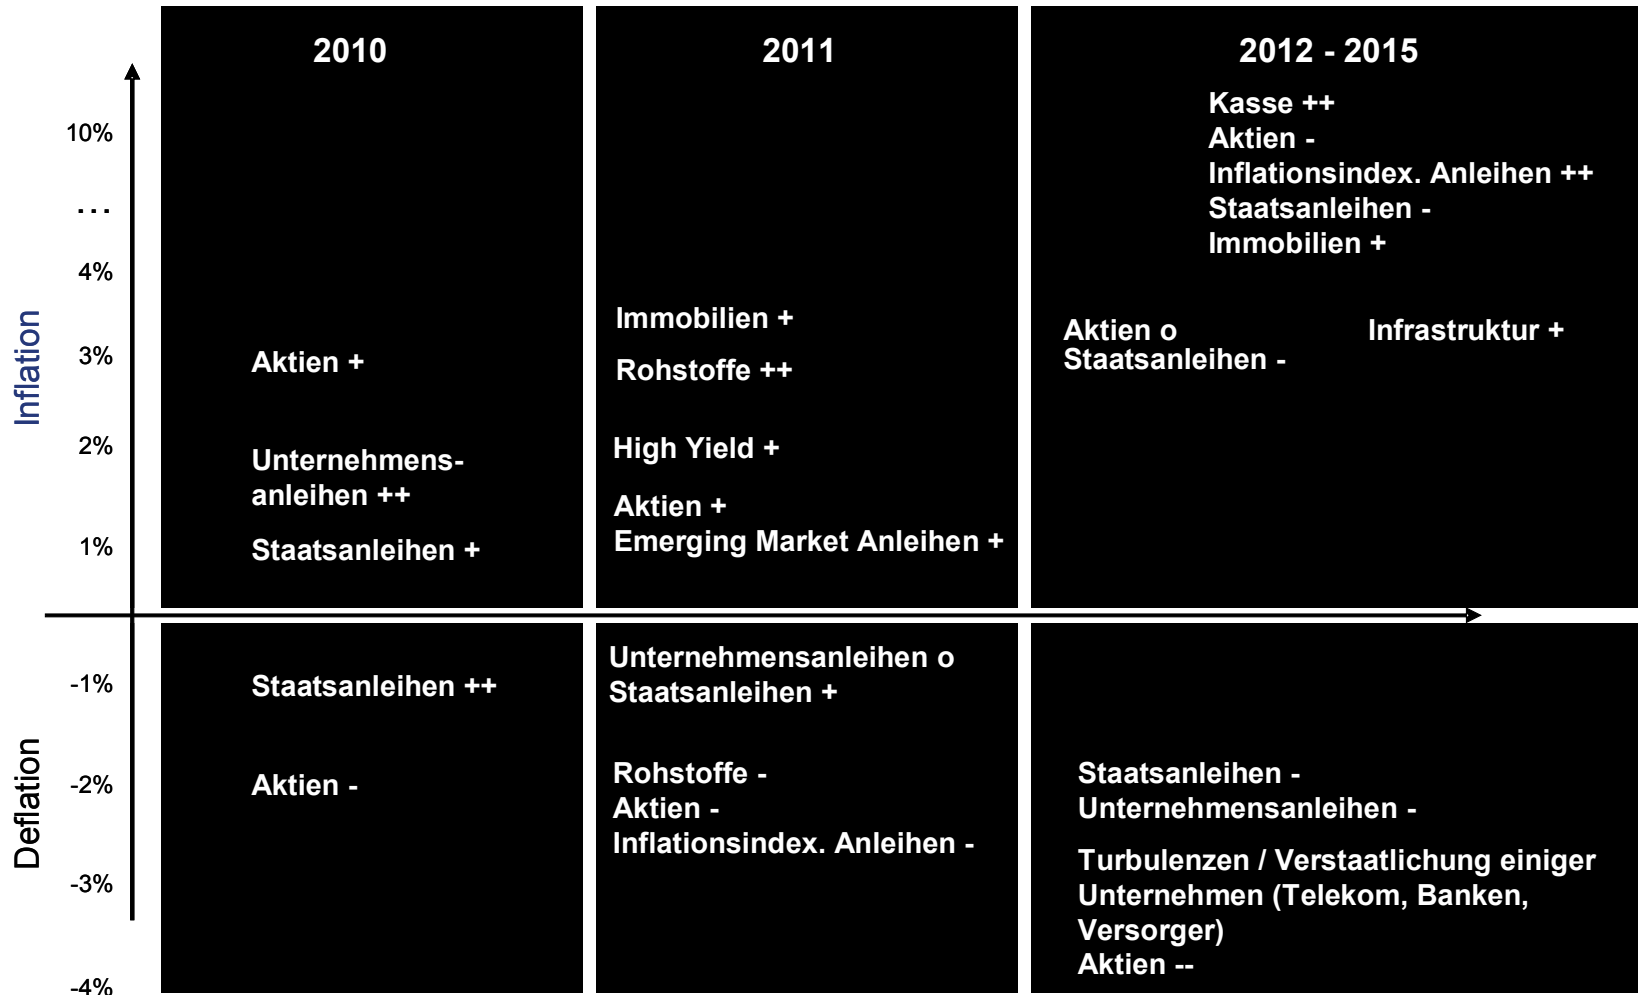 2010
2011
2012 - 2015
Inflation
Deflation
10%
...
4%
3%
2%
1%
-1%
-2%
-3%
-4%
Aktien +
Unternehmens-
anleihen ++
Staatsanleihen +
Staatsanleihen ++
Aktien -
Immobilien +
Rohstoffe ++
High Yield +
Aktien +
Emerging Market Anleihen +
Unternehmensanleihen o
Staatsanleihen +
Rohstoffe -
Aktien -
Inflationsindex. Anleihen -
Kasse ++
Aktien -
Inflationsindex. Anleihen ++
Staatsanleihen -
Immobilien +
Aktien o
Staatsanleihen -
Infrastruktur +
Staatsanleihen -
Unternehmensanleihen -
Turbulenzen / Verstaatlichung einiger
Unternehmen (Telekom, Banken,
Versorger)
Aktien --